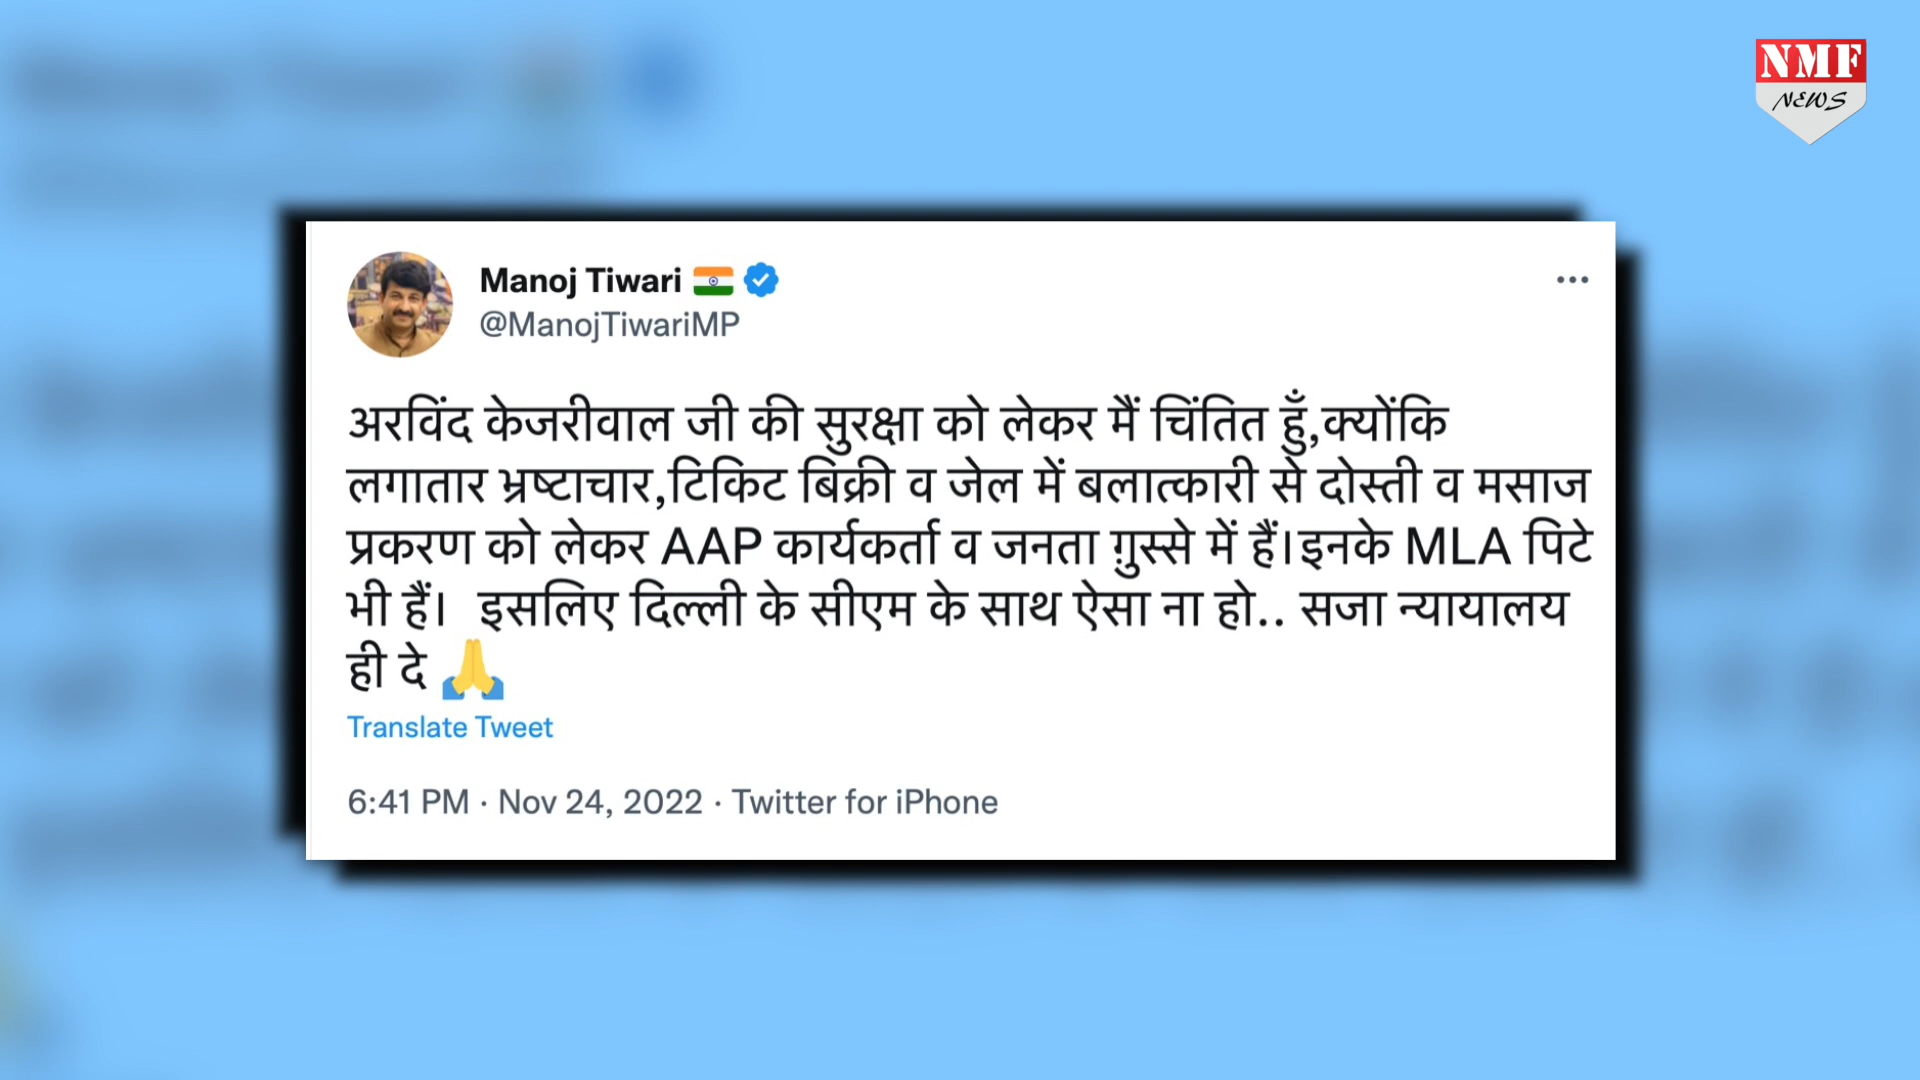 NMF
NEWS
Manoj Tiwari
@ManojTiwariMP
अरविंद केजरीवाल जी की सुरक्षा को लेकर मैं चिंतित हुँ,क्योंकि
लगातार भ्रष्टाचार,टिकिट बिक्री व जेल में बलात्कारी से दोस्ती व मसाज
प्रकरण को लेकर AAP कार्यकर्ता व जनता ग़ुस्से में हैं।इनके MLA पिटे
भी हैं। इसलिए दिल्ली के सीएम के साथ ऐसा ना हो.. सजा न्यायालय
ही दे 🙏
Translate Tweet
6:41 PM · Nov 24, 2022 · Twitter for iPhone